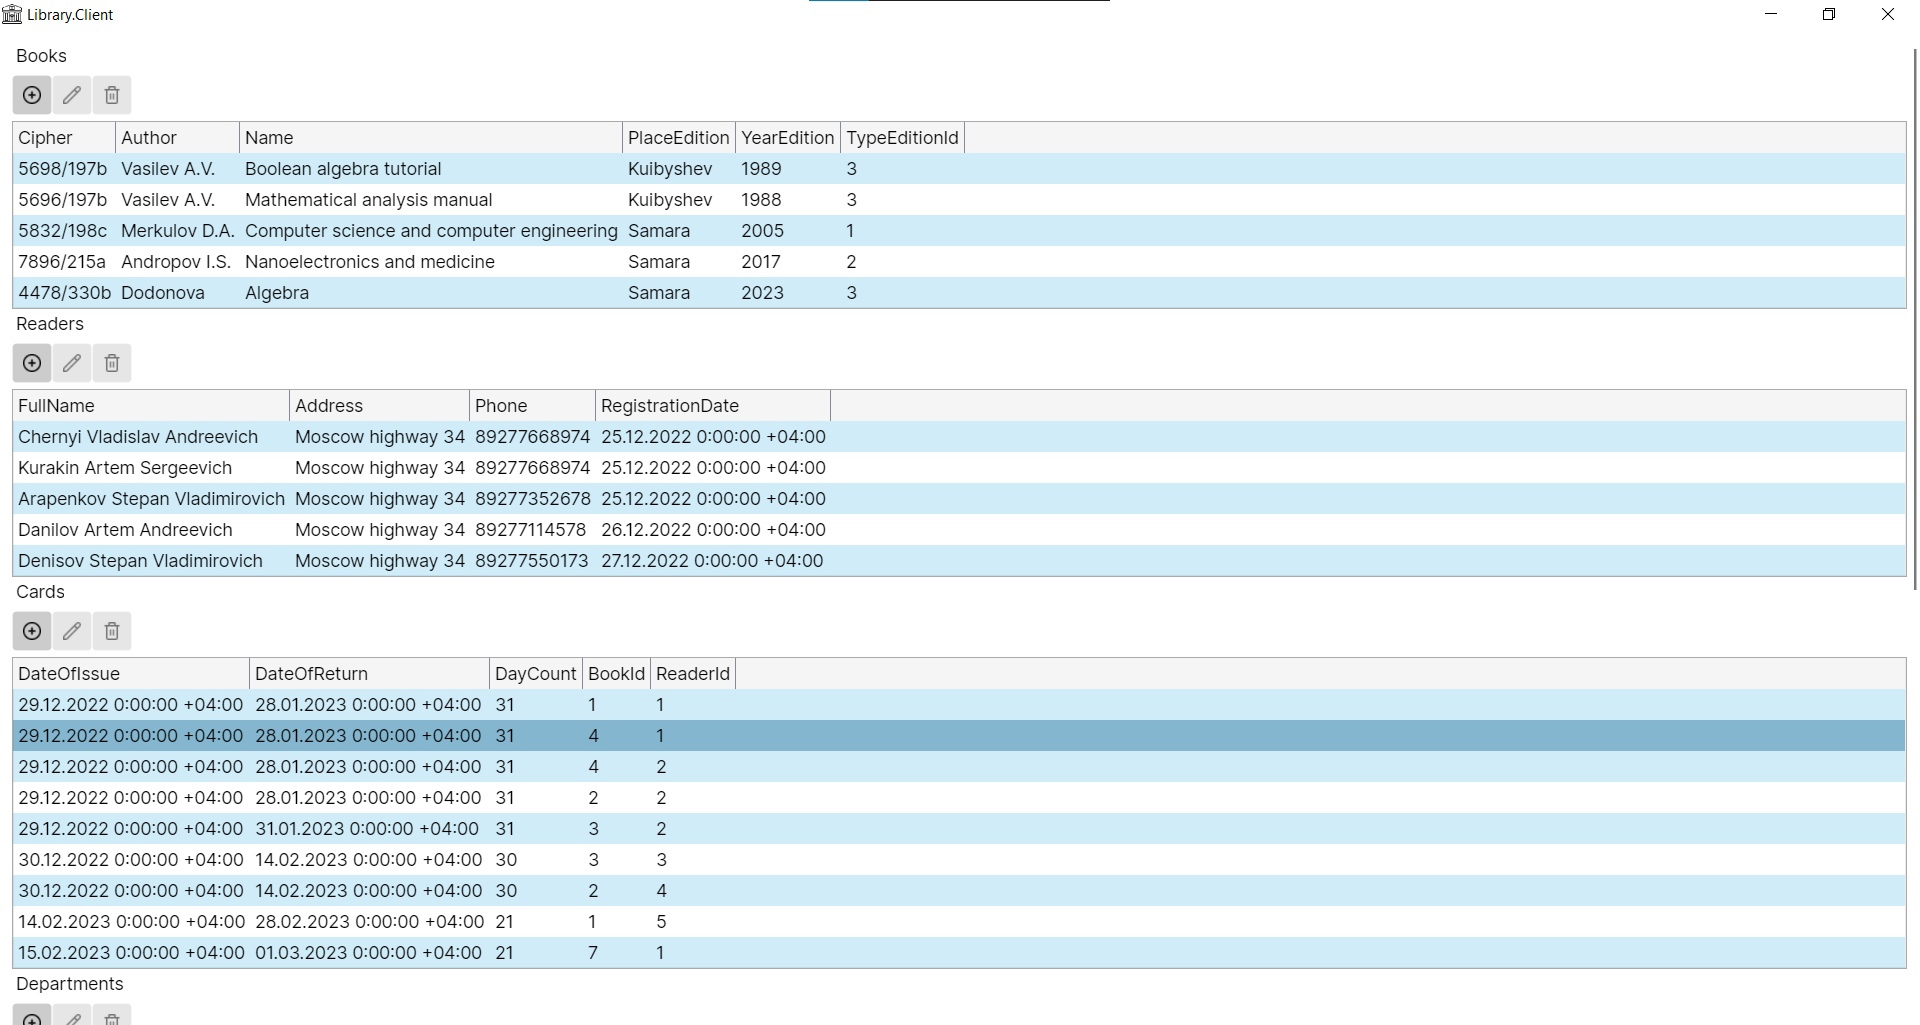 Library.Client
Books
Cipher Author Name PlaceEdition YearEdition TypeEditionId
5698/197b Vasilev A.V. Boolean algebra tutorial Kuibyshev 1989 3
5696/197b Vasilev A.V. Mathematical analysis manual Kuibyshev 1988 3
5832/198c Merkulov D.A. Computer science and computer engineering Samara 2005 1
7896/215a Andropov I.S. Nanoelectronics and medicine Samara 2017 2
4478/330b Dodonova Algebra Samara 2023 3
Readers
FullName Address Phone RegistrationDate
Chernyi Vladislav Andreevich Moscow highway 34 89277668974 25.12.2022 0:00:00 +04:00
Kurakin Artem Sergeevich Moscow highway 34 89277668974 25.12.2022 0:00:00 +04:00
Arapenkov Stepan Vladimirovich Moscow highway 34 89277352678 25.12.2022 0:00:00 +04:00
Danilov Artem Andreevich Moscow highway 34 89277114578 26.12.2022 0:00:00 +04:00
Denisov Stepan Vladimirovich Moscow highway 34 89277550173 27.12.2022 0:00:00 +04:00
Cards
DateOfIssue DateOfReturn DayCount BookId ReaderId
29.12.2022 0:00:00 +04:00 28.01.2023 0:00:00 +04:00 31 1 1
29.12.2022 0:00:00 +04:00 28.01.2023 0:00:00 +04:00 31 4 1
29.12.2022 0:00:00 +04:00 28.01.2023 0:00:00 +04:00 31 4 2
29.12.2022 0:00:00 +04:00 28.01.2023 0:00:00 +04:00 31 2 2
29.12.2022 0:00:00 +04:00 31.01.2023 0:00:00 +04:00 31 3 2
30.12.2022 0:00:00 +04:00 14.02.2023 0:00:00 +04:00 30 3 3
30.12.2022 0:00:00 +04:00 14.02.2023 0:00:00 +04:00 30 2 4
14.02.2023 0:00:00 +04:00 28.02.2023 0:00:00 +04:00 21 1 5
15.02.2023 0:00:00 +04:00 01.03.2023 0:00:00 +04:00 21 7 1
Departments